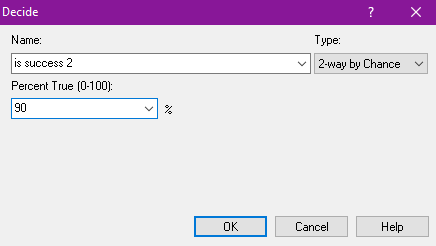 Decide ?
Name: Type:
is success 2 2-way by Chance
Percent True (0-100):
90 %
OK Cancel Help